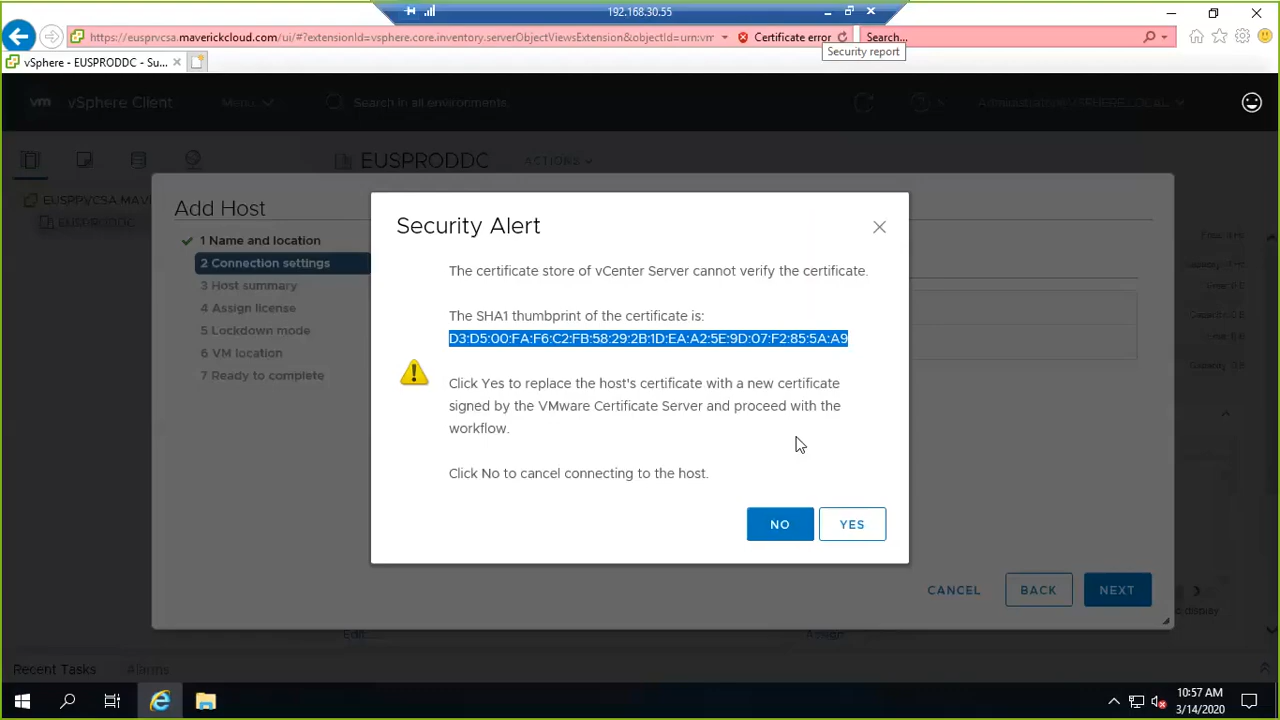 192.168.30.55
https://eusprvcsa.maverickcloud.com/ui/#?extensionId=vsphere.core.inventory.serverObjectViewsExtension&objectId=urn:vm
Certificate error
Search...
vSphere - EUSPRODDC - Su...
Security report
vm vSphere Client
Menu
Search in all environments
EUSPRODDC
ACTIONS
Add Host
1 Name and location
2 Connection settings
3 Host summary
4 Assign license
5 Lockdown mode
6 VM location
7 Ready to complete
Security Alert
The certificate store of vCenter Server cannot verify the certificate.
The SHA1 thumbprint of the certificate is:
D3:D5:00:FA:F6:C2:FB:58:29:2B:1D:EA:A2:5E:9D:07:F2:85:5A:A9
Click Yes to replace the host's certificate with a new certificate
signed by the VMware Certificate Server and proceed with the
workflow.
Click No to cancel connecting to the host.
NO
YES
CANCEL
BACK
NEXT
Edit...
Assign...
Recent Tasks
Alarms
10:57 AM
3/14/2020